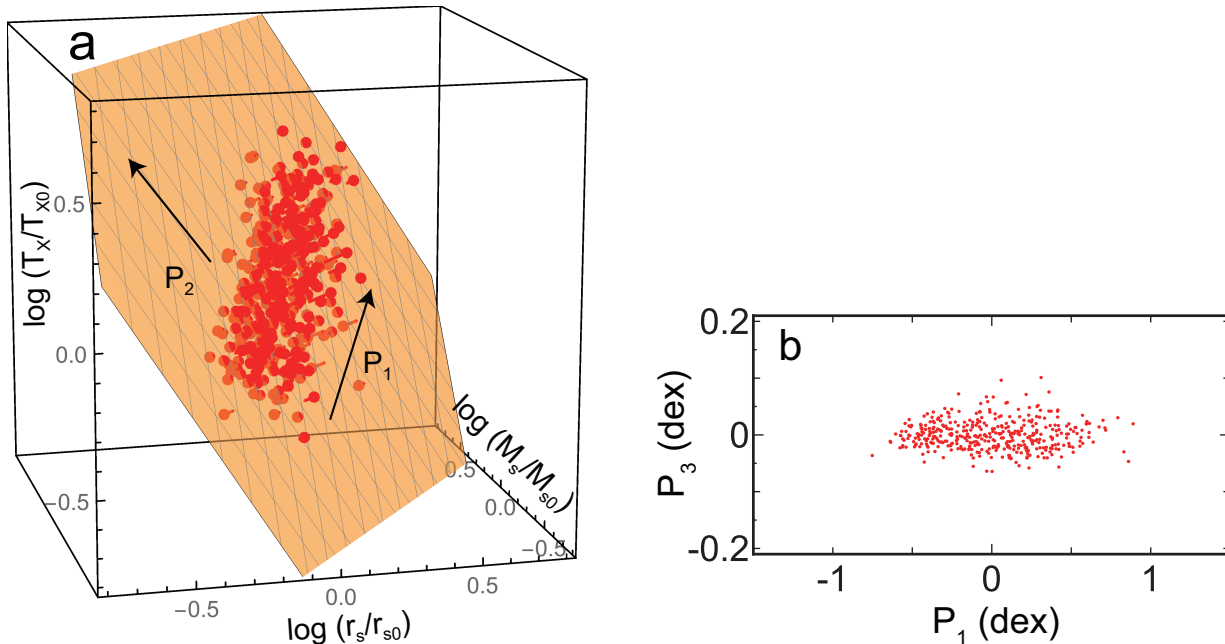 a
log (T_X/T_X0)
0.5
0.0
−0.5
P_2
P_1
log (M_s/M_s0)
0.5
0.0
−0.5
−0.5
0.0
0.5
log (r_s/r_s0)
b
0.2
0
-0.2
P_3 (dex)
-1
0
1
P_1 (dex)